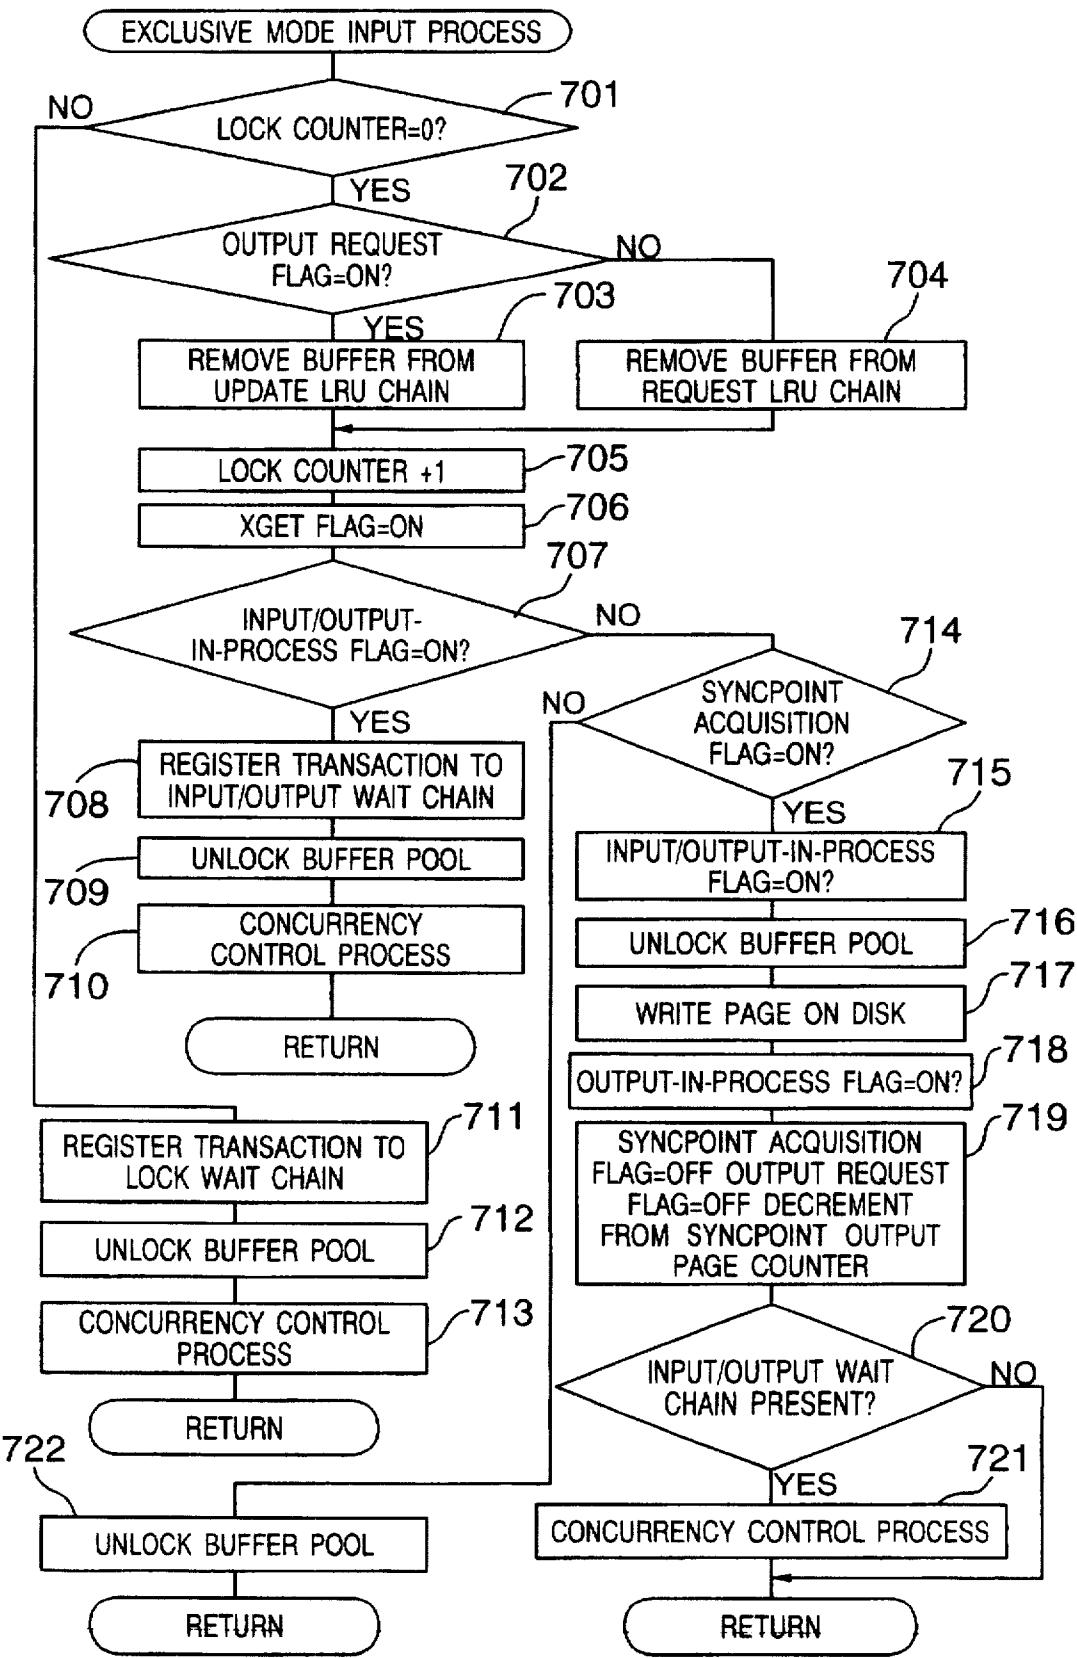 EXCLUSIVE MODE INPUT PROCESS
NO
701
LOCK COUNTER=0?
YES
702
OUTPUT REQUEST
FLAG=ON?
NO
703
704
YES
REMOVE BUFFER FROM
UPDATE LRU CHAIN
REMOVE BUFFER FROM
REQUEST LRU CHAIN
LOCK COUNTER +1
705
XGET FLAG=ON
706
707
INPUT/OUTPUT-
IN-PROCESS FLAG=ON?
NO
714
YES
NO
SYNCPOINT
ACQUISITION
FLAG=ON?
REGISTER TRANSACTION TO
INPUT/OUTPUT WAIT CHAIN
708
715
YES
UNLOCK BUFFER POOL
709
INPUT/OUTPUT-IN-PROCESS
FLAG=ON?
CONCURRENCY
CONTROL PROCESS
710
716
UNLOCK BUFFER POOL
717
WRITE PAGE ON DISK
RETURN
718
OUTPUT-IN-PROCESS FLAG=ON?
711
REGISTER TRANSACTION TO
LOCK WAIT CHAIN
719
SYNCPOINT ACQUISITION
FLAG=OFF OUTPUT REQUEST
FLAG=OFF DECREMENT
FROM SYNCPOINT OUTPUT
PAGE COUNTER
712
UNLOCK BUFFER POOL
713
CONCURRENCY CONTROL
PROCESS
720
INPUT/OUTPUT WAIT
CHAIN PRESENT?
NO
RETURN
722
721
YES
UNLOCK BUFFER POOL
CONCURRENCY CONTROL PROCESS
RETURN
RETURN